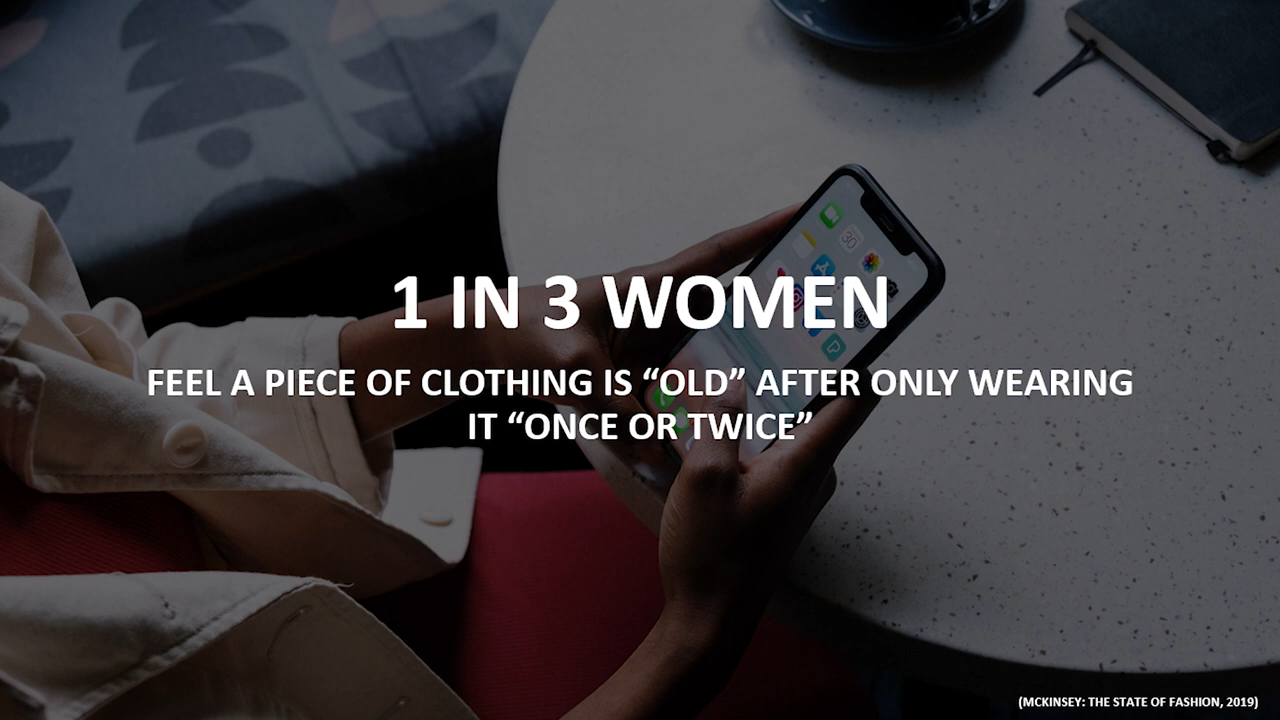 1 IN 3 WOMEN
FEEL A PIECE OF CLOTHING IS “OLD” AFTER ONLY WEARING
IT “ONCE OR TWICE”
(MCKINSEY: THE STATE OF FASHION, 2019)